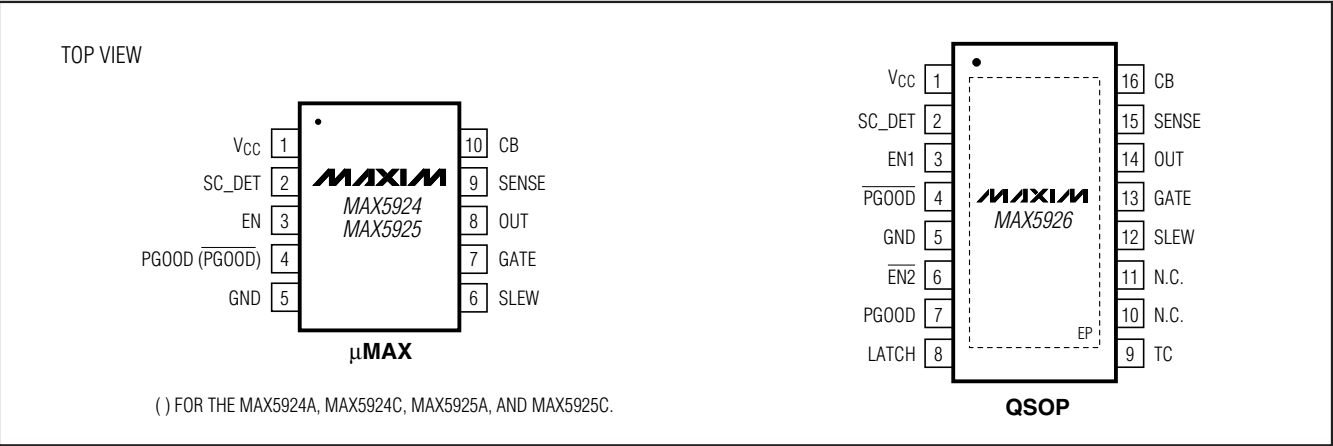 TOP VIEW
VCC 1
SC_DET 2
EN 3
PGOOD (P̅G̅O̅O̅D̅) 4
GND 5
10 CB
9 SENSE
8 OUT
7 GATE
6 SLEW
MAXIM
MAX5924
MAX5925
µMAX
( ) FOR THE MAX5924A, MAX5924C, MAX5925A, AND MAX5925C.
VCC 1
SC_DET 2
EN1 3
P̅G̅O̅O̅D̅ 4
GND 5
E̅N̅2̅ 6
PGOOD 7
LATCH 8
16 CB
15 SENSE
14 OUT
13 GATE
12 SLEW
11 N.C.
10 N.C.
9 TC
MAXIM
MAX5926
EP
QSOP